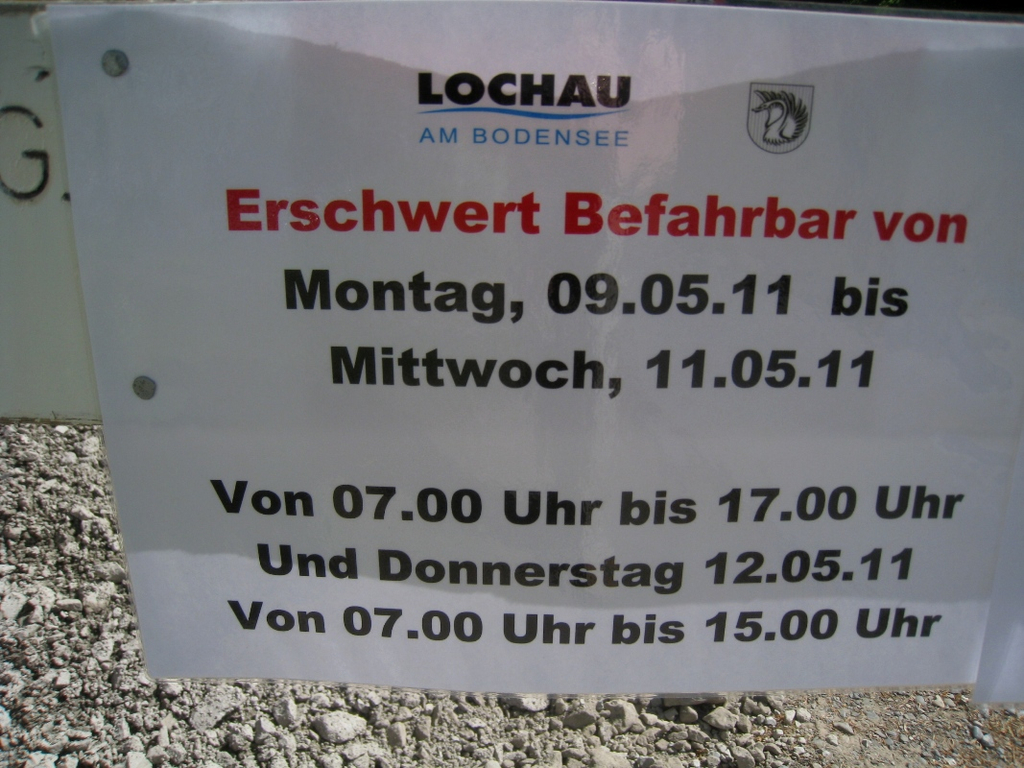 LOCHAU
AM BODENSEE
Erschwert Befahrbar von
Montag, 09.05.11 bis
Mittwoch, 11.05.11
Von 07.00 Uhr bis 17.00 Uhr
Und Donnerstag 12.05.11
Von 07.00 Uhr bis 15.00 Uhr